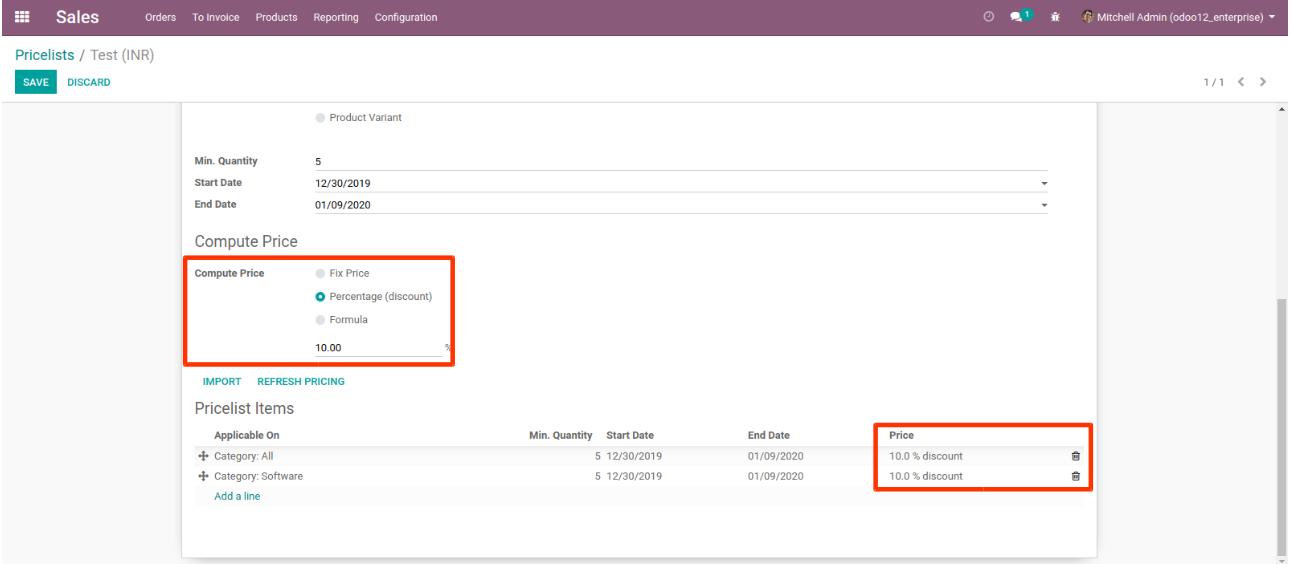 Sales Orders To Invoice Products Reporting Configuration 1 Mitchell Admin (odoo12_enterprise)
Pricelists / Test (INR)
SAVE DISCARD 1 / 1
Product Variant
Min. Quantity 5
Start Date 12/30/2019
End Date 01/09/2020
Compute Price
Compute Price Fix Price
Percentage (discount)
Formula
10.00 %
IMPORT REFRESH PRICING
Pricelist Items
Applicable On Min. Quantity Start Date End Date Price
Category: All 5 12/30/2019 01/09/2020 10.0 % discount
Category: Software 5 12/30/2019 01/09/2020 10.0 % discount
Add a line